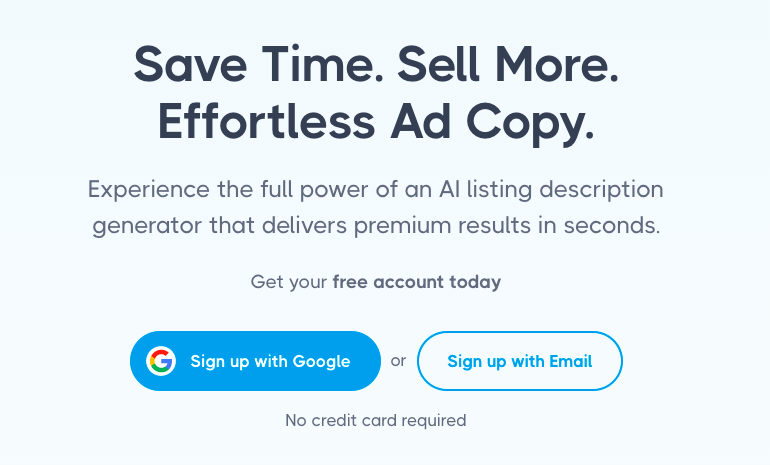 Save Time. Sell More.
Effortless Ad Copy.
Experience the full power of an AI listing description
generator that delivers premium results in seconds.
Get your free account today
Sign up with Google or Sign up with Email
No credit card required